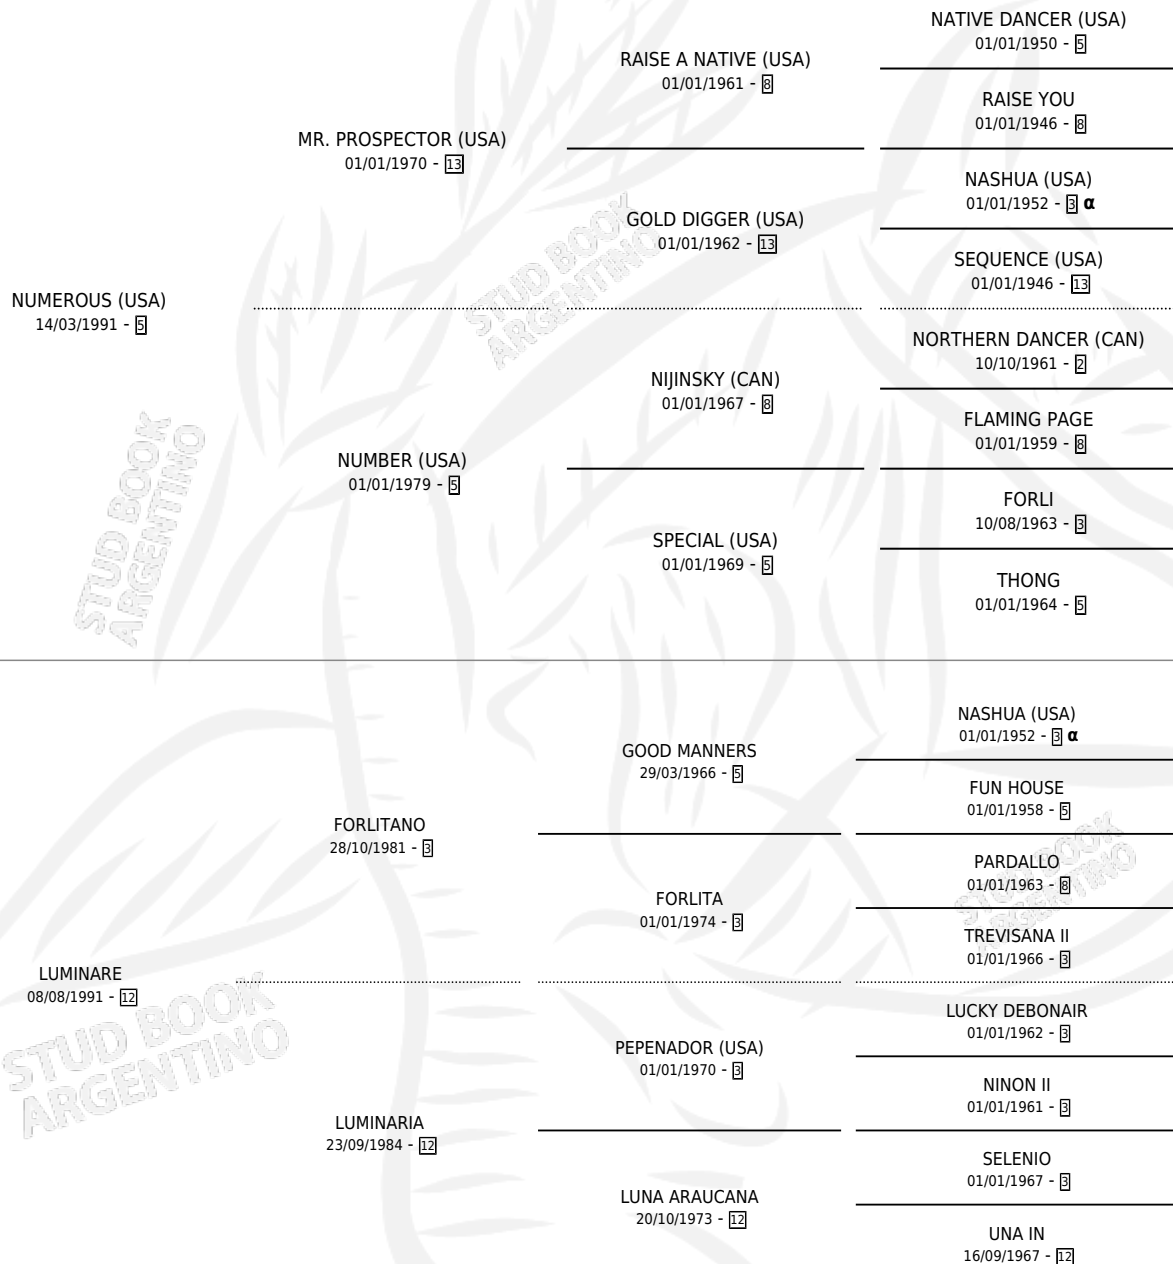 NATIVE DANCER (USA)
01/01/1950 - 5
RAISE A NATIVE (USA)
01/01/1961 - 8
RAISE YOU
01/01/1946 - 8
MR. PROSPECTOR (USA)
01/01/1970 - 13
NASHUA (USA)
01/01/1952 - 3 α
GOLD DIGGER (USA)
01/01/1962 - 13
SEQUENCE (USA)
01/01/1946 - 13
NUMEROUS (USA)
14/03/1991 - 5
STUD BOOK
ARGENTINO
NORTHERN DANCER (CAN)
10/10/1961 - 2
NIJINSKY (CAN)
01/01/1967 - 8
FLAMING PAGE
01/01/1959 - 8
NUMBER (USA)
01/01/1979 - 5
FORLI
10/08/1963 - 3
SPECIAL (USA)
01/01/1969 - 5
THONG
01/01/1964 - 5
STUD BOOK
ARGENTINO
NASHUA (USA)
01/01/1952 - 3 α
GOOD MANNERS
29/03/1966 - 5
FUN HOUSE
01/01/1958 - 5
FORLITANO
28/10/1981 - 3
PARDALLO
01/01/1963 - 8
FORLITA
01/01/1974 - 3
TREVISANA II
01/01/1966 - 3
STUD BOOK
ARGENTINO
LUMINARE
08/08/1991 - 12
LUCKY DEBONAIR
01/01/1962 - 3
PEPENADOR (USA)
01/01/1970 - 3
NINON II
01/01/1961 - 3
LUMINARIA
23/09/1984 - 12
SELENIO
01/01/1967 - 3
LUNA ARAUCANA
20/10/1973 - 12
UNA IN
16/09/1967 - 12
STUD BOOK
ARGENTINO